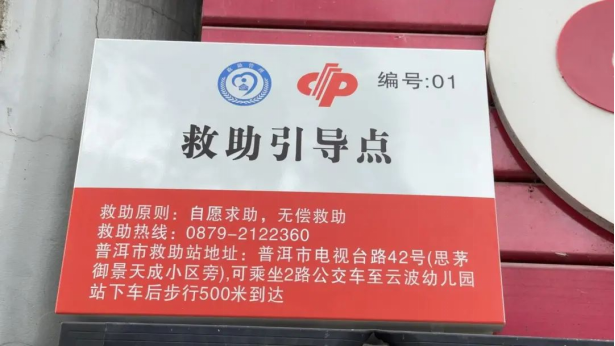 编号:01
救助引导点
救助原则：自愿求助，无偿救助
救助热线：0879-2122360
普洱市救助站地址：普洱市电视台路42号(思茅
御景天成小区旁),可乘坐2路公交车至云波幼儿园
站下车后步行500米到达